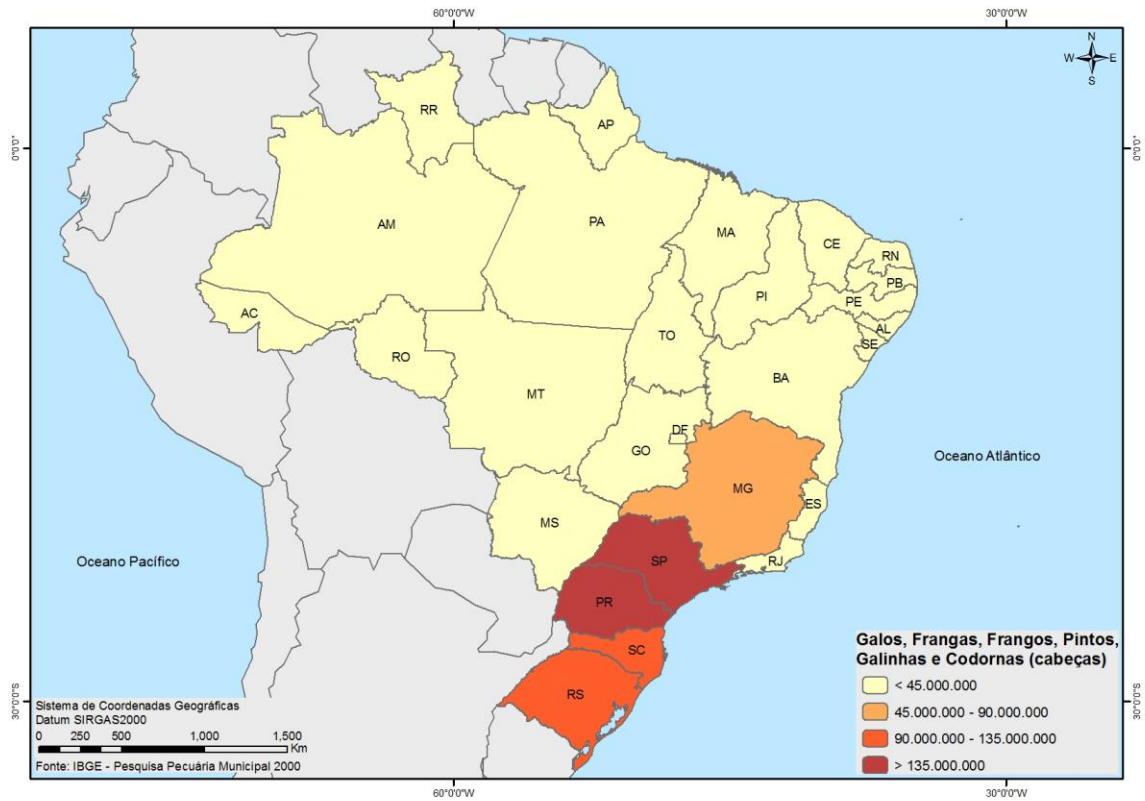 60°0'0"W
30°0'0"W
N
W E
S
RR
AP
0°0'0"
0°0'0"
AM
PA
MA
CE
RN
PB
PI
PE
AC
AL
TO
SE
RO
BA
MT
DF
GO
Oceano Atlântico
MG
ES
MS
Oceano Pacífico
SP
RJ
PR
SC
RS
Galos, Frangas, Frangos, Pintos,
Galinhas e Codornas (cabeças)
< 45.000.000
45.000.000 - 90.000.000
90.000.000 - 135.000.000
> 135.000.000
30°0'0"S
30°0'0"S
Sistema de Coordenadas Geográficas
Datum SIRGAS2000
0 250 500 1,000 1,500
Km
Fonte: IBGE - Pesquisa Pecuária Municipal 2000
60°0'0"W
30°0'0"W